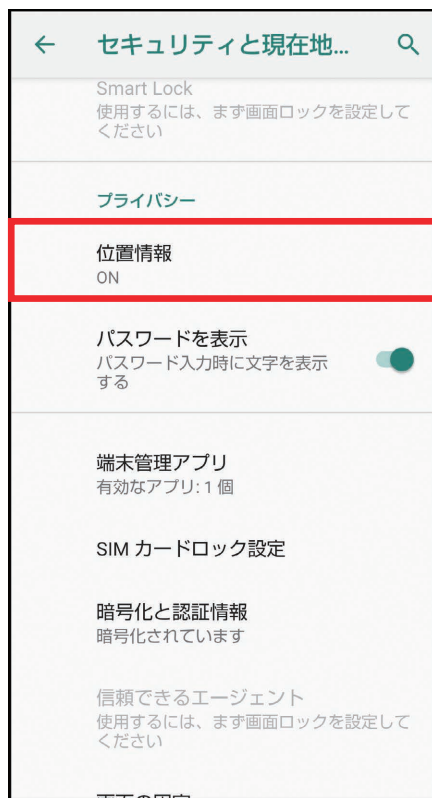 セキュリティと現在地...
Smart Lock
使用するには、まず画面ロックを設定して
ください
プライバシー
位置情報
ON
パスワードを表示
パスワード入力時に文字を表示
する
端末管理アプリ
有効なアプリ: 1 個
SIM カードロック設定
暗号化と認証情報
暗号化されています
信頼できるエージェント
使用するには、まず画面ロックを設定して
ください